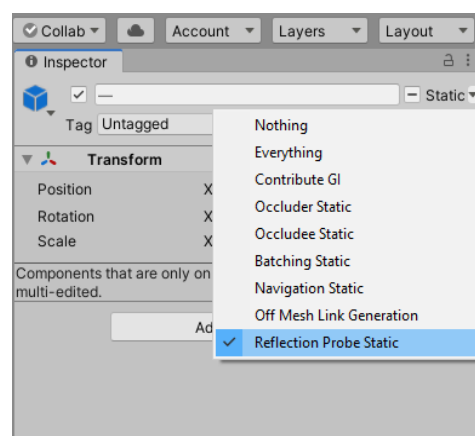 Collab Account Layers Layout
Inspector
— Static
Tag Untagged
Transform
Position X
Rotation X
Scale X
Components that are only on
multi-edited.
Ad
Nothing
Everything
Contribute GI
Occluder Static
Occludee Static
Batching Static
Navigation Static
Off Mesh Link Generation
Reflection Probe Static